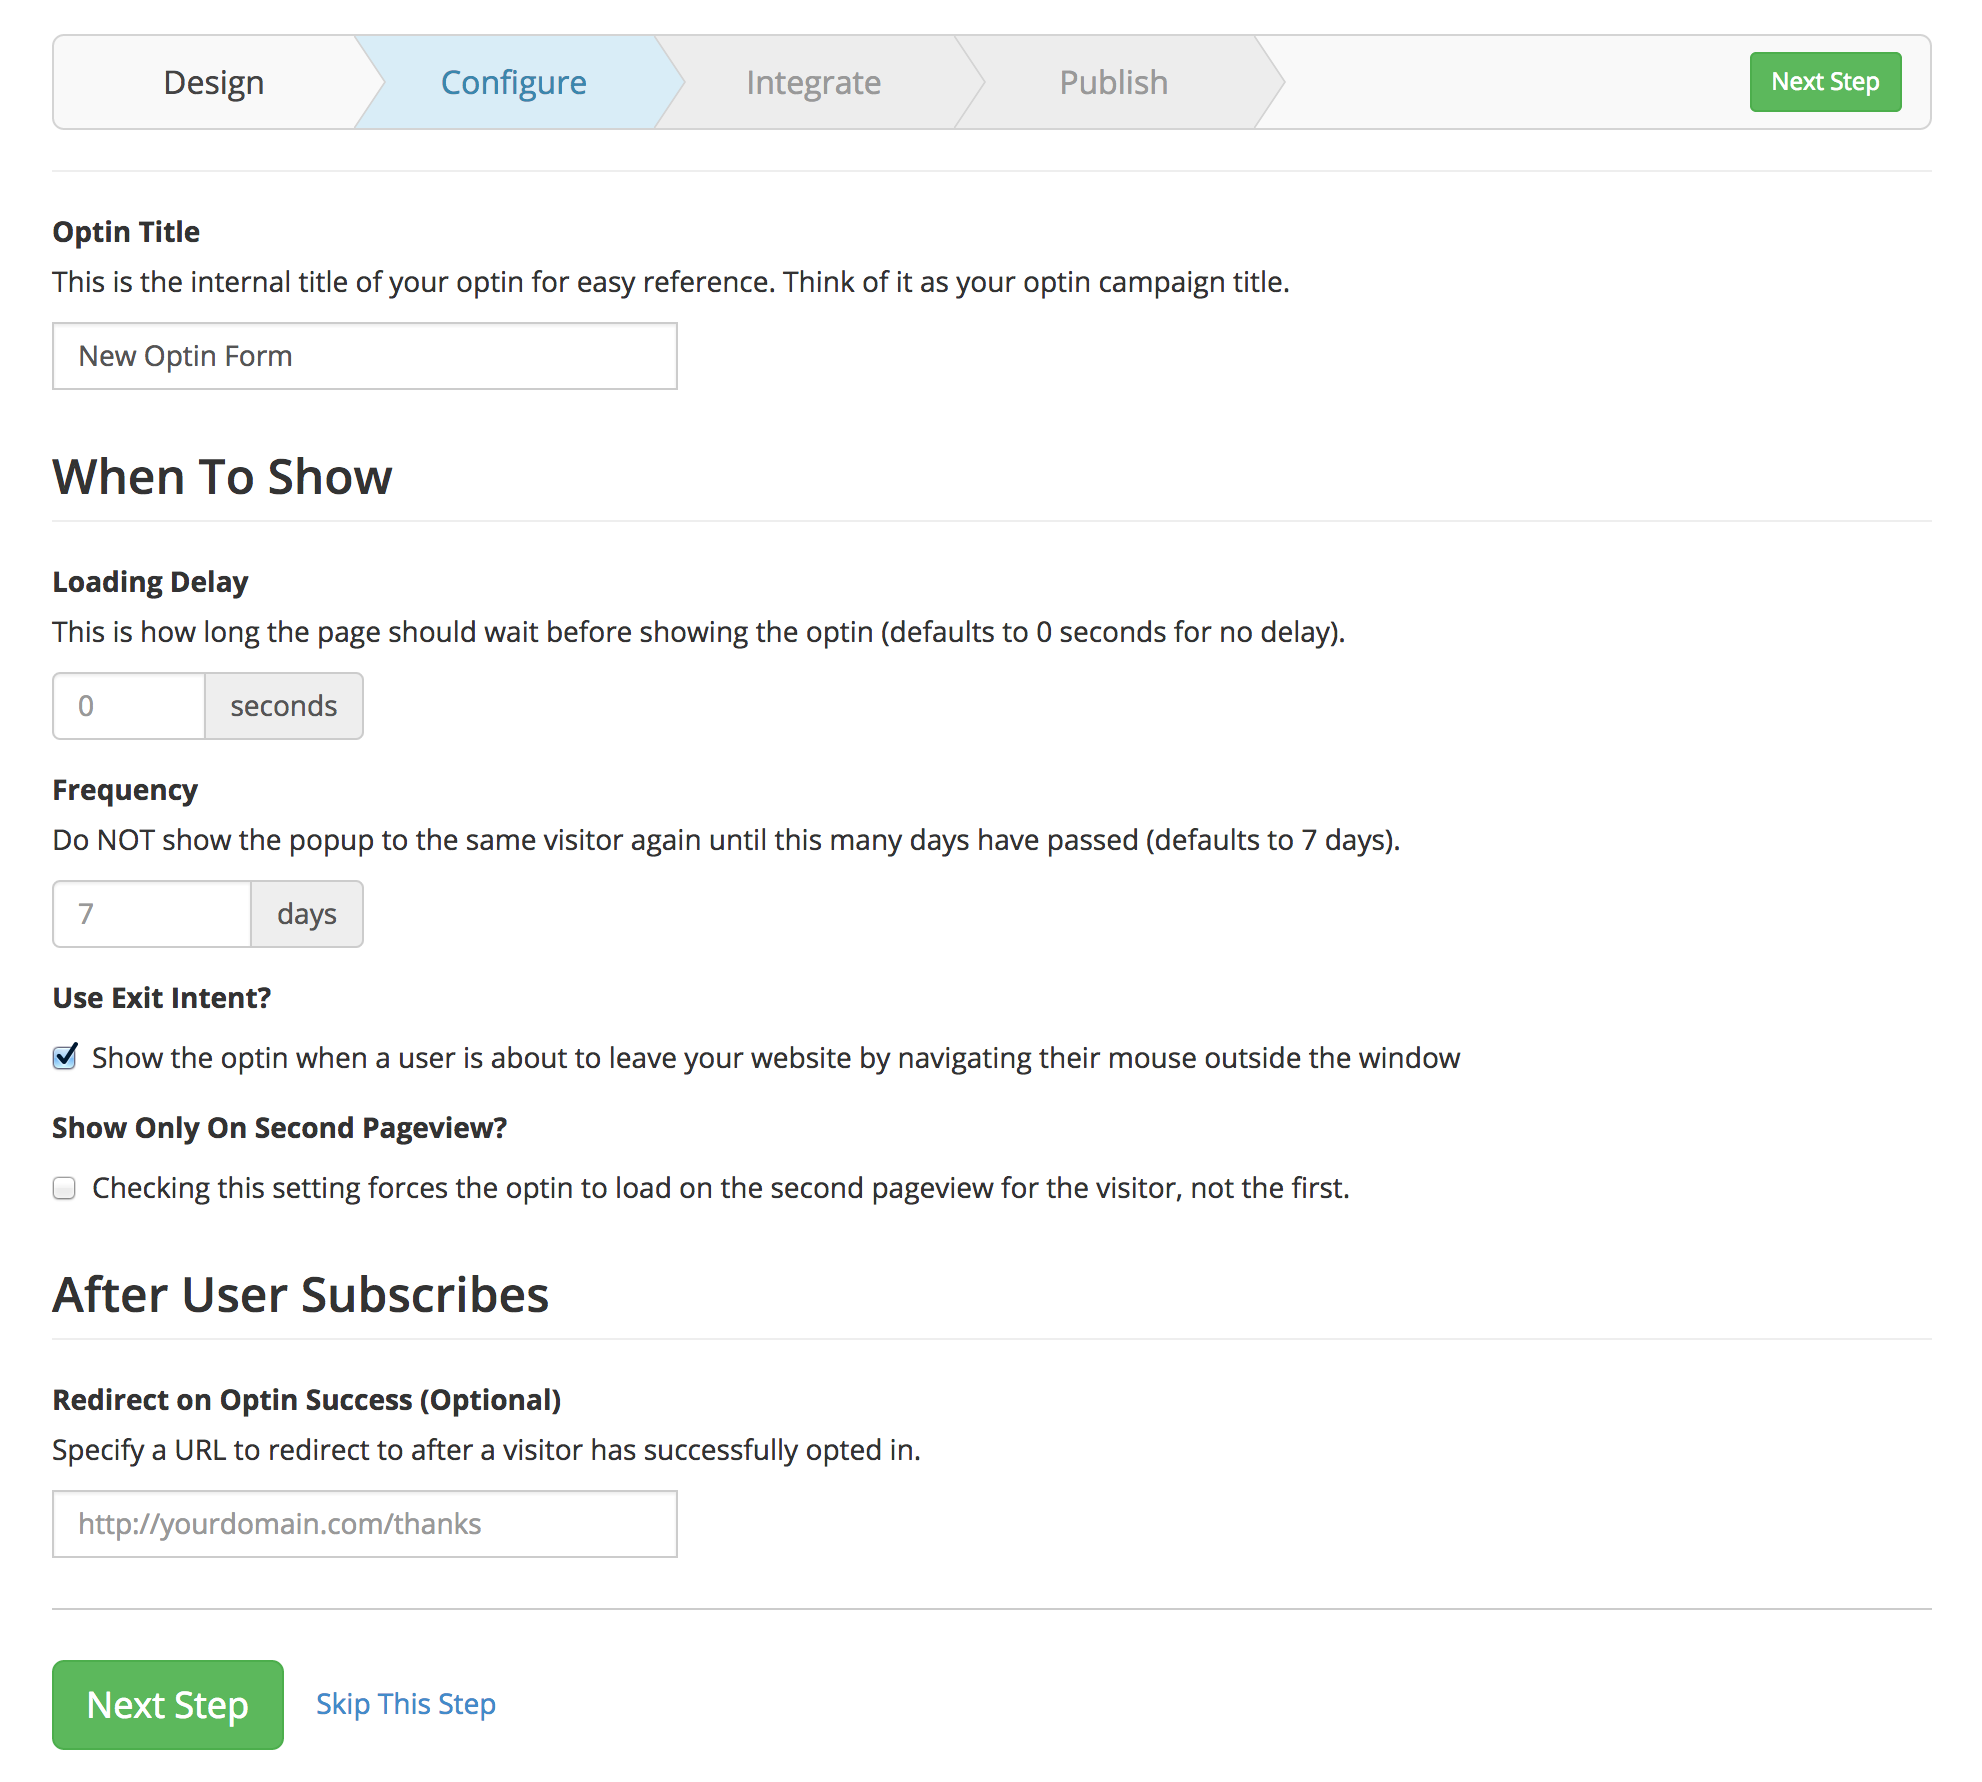 Design
Configure
Integrate
Publish
Next Step
Optin Title
This is the internal title of your optin for easy reference. Think of it as your optin campaign title.
New Optin Form
When To Show
Loading Delay
This is how long the page should wait before showing the optin (defaults to 0 seconds for no delay).
0 seconds
Frequency
Do NOT show the popup to the same visitor again until this many days have passed (defaults to 7 days).
7 days
Use Exit Intent?
Show the optin when a user is about to leave your website by navigating their mouse outside the window
Show Only On Second Pageview?
Checking this setting forces the optin to load on the second pageview for the visitor, not the first.
After User Subscribes
Redirect on Optin Success (Optional)
Specify a URL to redirect to after a visitor has successfully opted in.
http://yourdomain.com/thanks
Next Step
Skip This Step